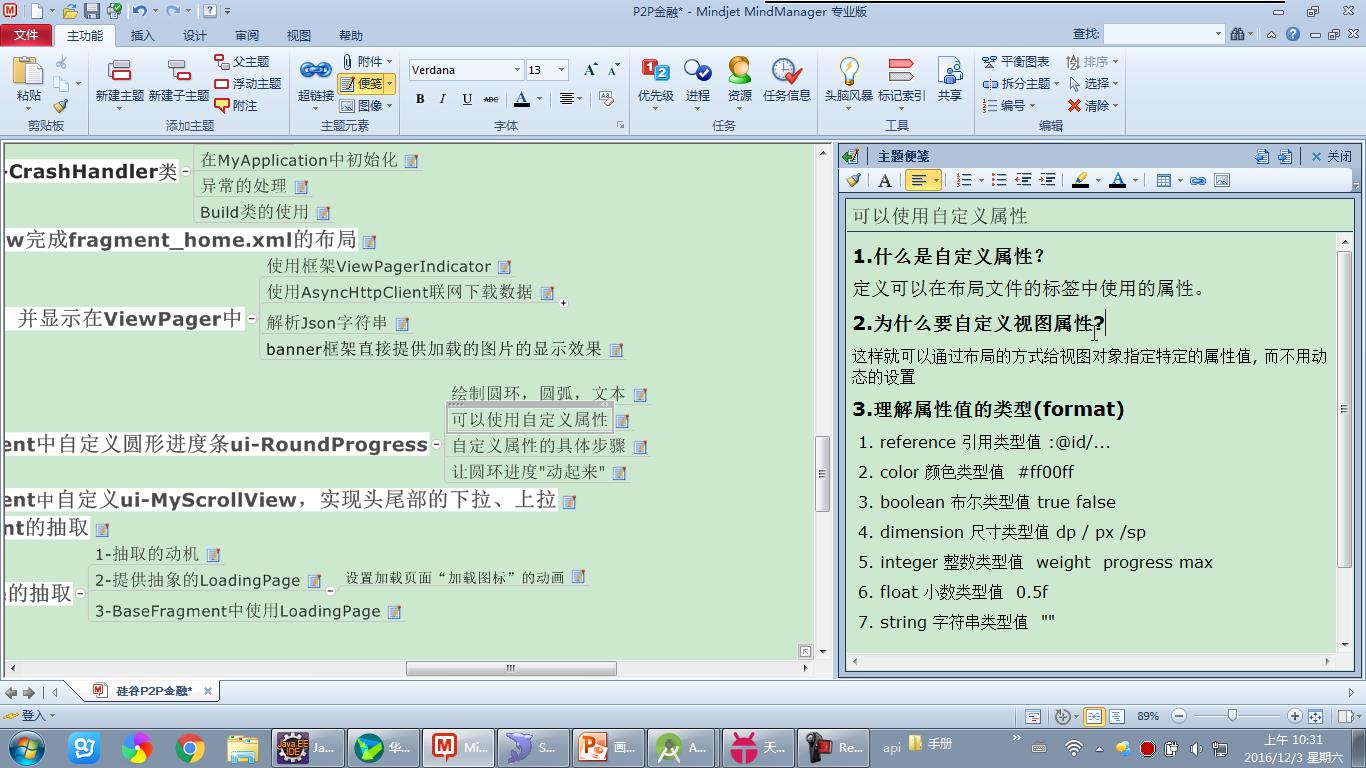 P2P金融* - Mindjet MindManager 专业版
文件 主功能 插入 设计 审阅 视图 帮助 查找:
粘贴
剪贴板
新建主题 新建子主题
父主题
浮动主题
附注
添加主题
超链接
附件
便笺
图像
主题元素
Verdana 13
B I U ABC A
字体
优先级 进程 资源 任务信息
任务
头脑风暴 标记索引 共享
工具
平衡图表 排序
拆分主题 选择
编号 清除
编辑
-CrashHandler类
在MyApplication中初始化
异常的处理
Build类的使用
w完成fragment_home.xml的布局
并显示在ViewPager中
使用框架ViewPagerIndicator
使用AsyncHttpClient联网下载数据
解析Json字符串
banner框架直接提供加载的图片的显示效果
ent中自定义圆形进度条ui-RoundProgress
绘制圆环，圆弧，文本
可以使用自定义属性
自定义属性的具体步骤
让圆环进度"动起来"
ent中自定义ui-MyScrollView，实现头尾部的下拉、上拉
nt的抽取
的抽取
1-抽取的动机
2-提供抽象的LoadingPage
设置加载页面“加载图标”的动画
3-BaseFragment中使用LoadingPage
主题便笺 关闭
可以使用自定义属性
1.什么是自定义属性?
定义可以在布局文件的标签中使用的属性。
2.为什么要自定义视图属性?
这样就可以通过布局的方式给视图对象指定特定的属性值, 而不用动
态的设置
3.理解属性值的类型(format)
1. reference 引用类型值 :@id/...
2. color 颜色类型值 #ff00ff
3. boolean 布尔类型值 true false
4. dimension 尺寸类型值 dp / px /sp
5. integer 整数类型值 weight progress max
6. float 小数类型值 0.5f
7. string 字符串类型值 ""
硅谷P2P金融*
登入 89%
Java EE IDE Ja... 华... Mi... S... 画... A... 天... Re... api 手册
上午 10:31
2016/12/3 星期六